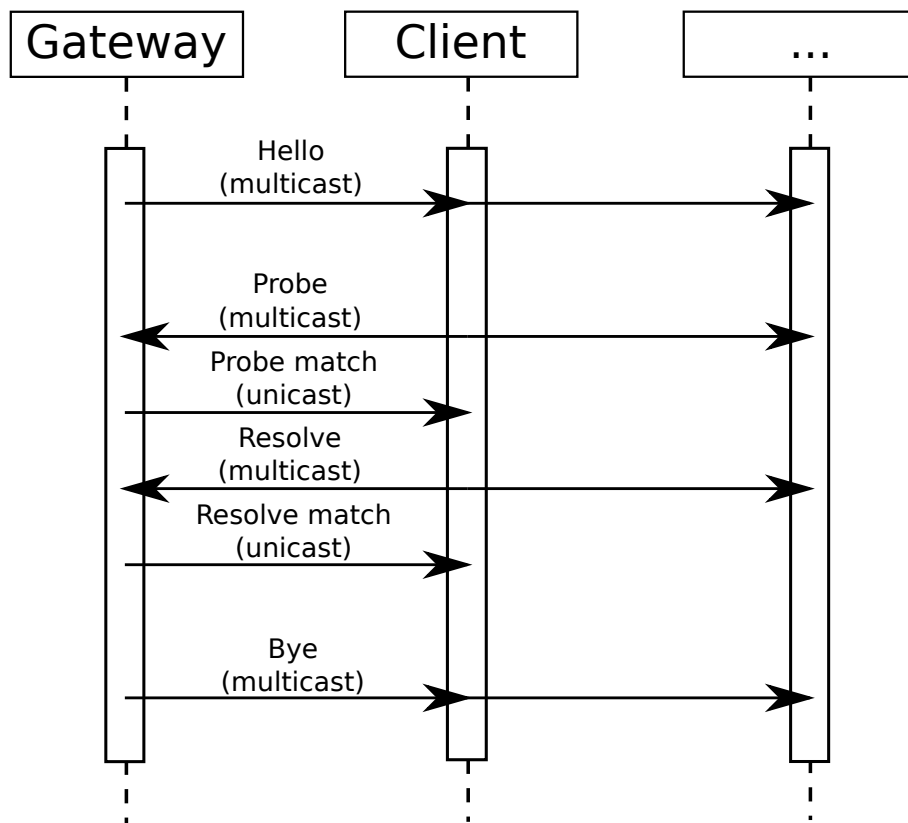 Gateway
Client
...
Hello
(multicast)
Probe
(multicast)
Probe match
(unicast)
Resolve
(multicast)
Resolve match
(unicast)
Bye
(multicast)